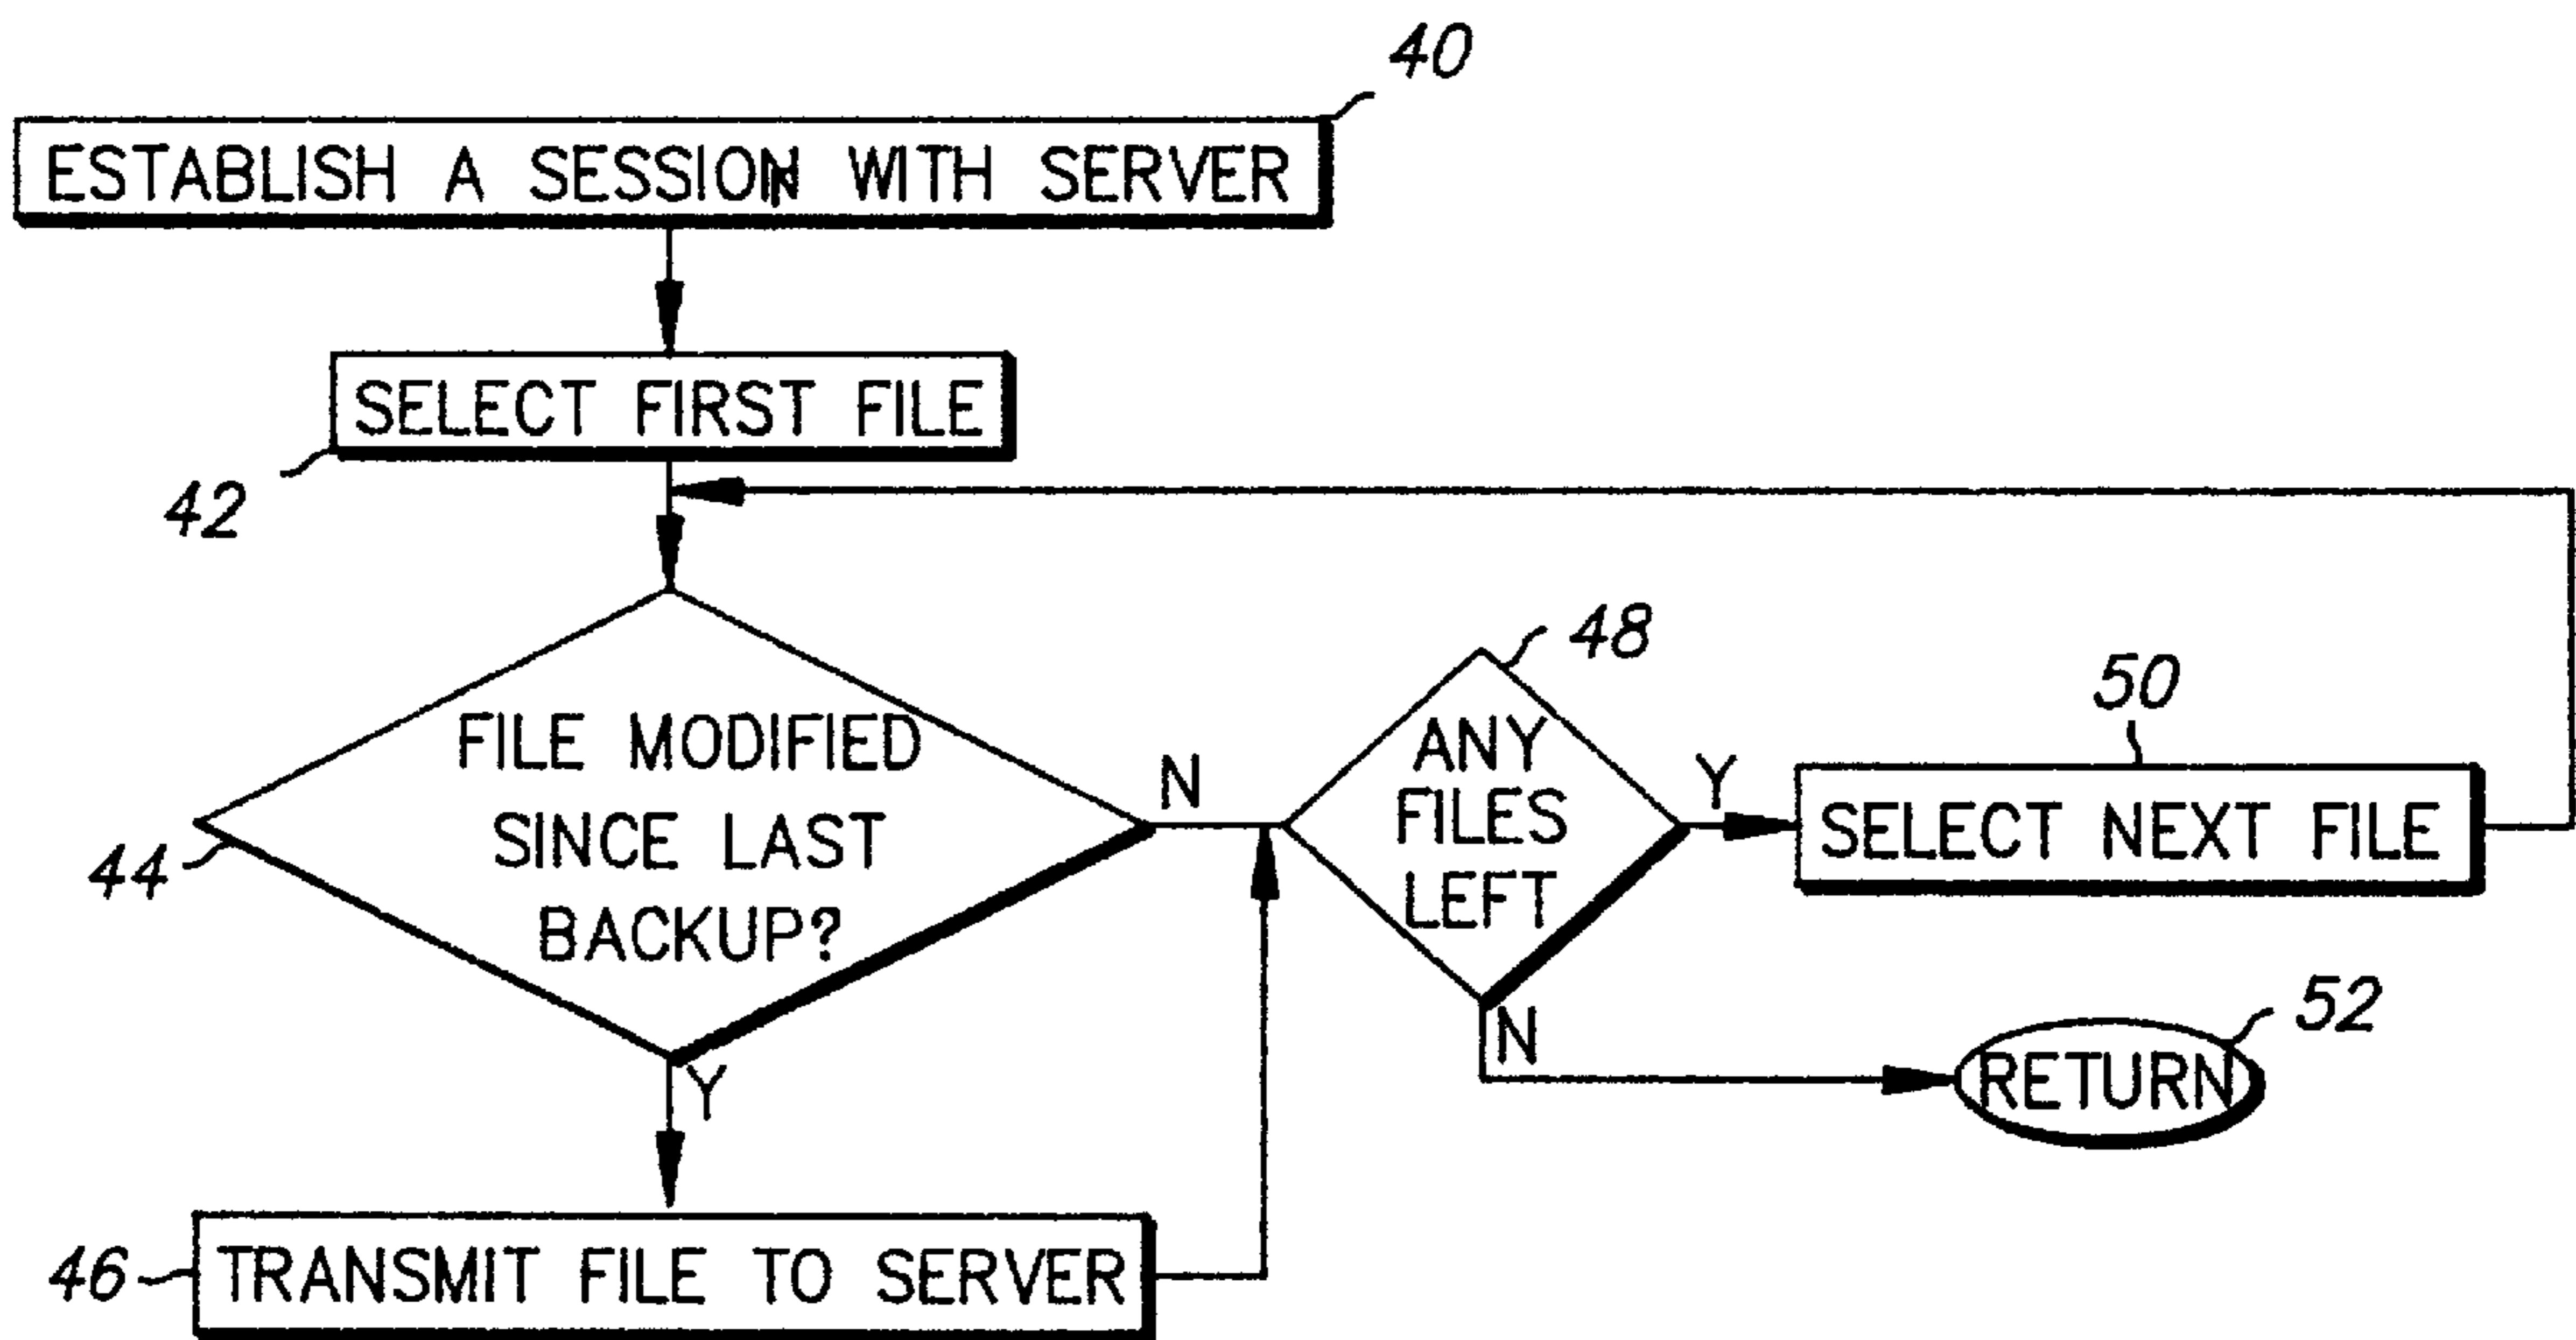 40
ESTABLISH A SESSION WITH SERVER
SELECT FIRST FILE
42
FILE MODIFIED
SINCE LAST
BACKUP?
44
N
Y
48
ANY
FILES
LEFT
Y
N
50
SELECT NEXT FILE
52
RETURN
46
TRANSMIT FILE TO SERVER